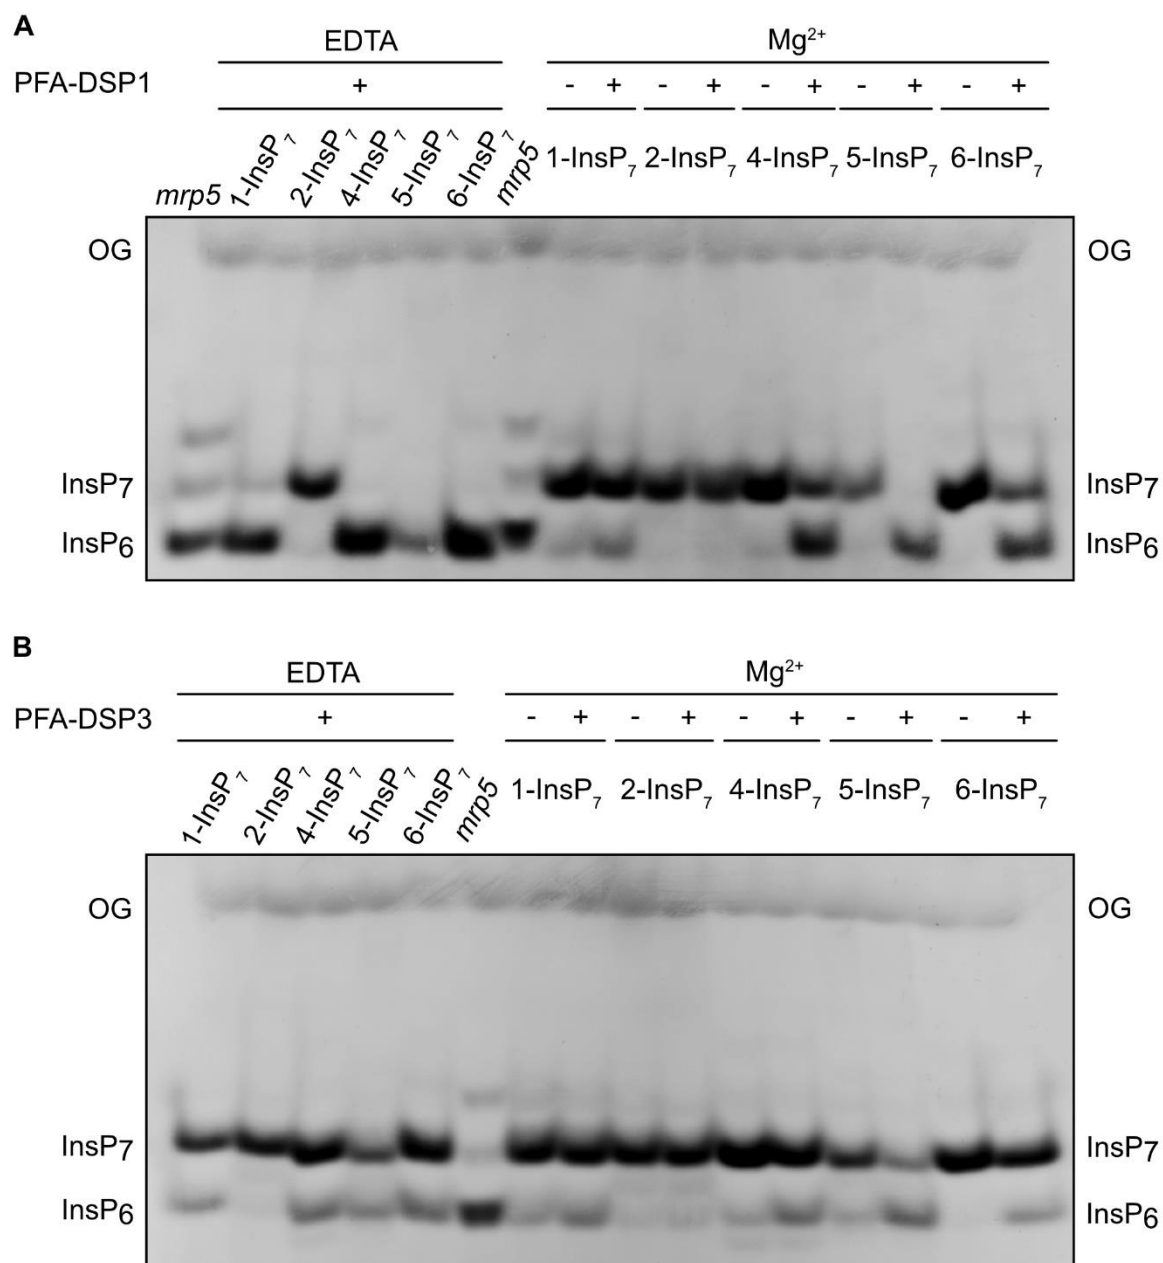 A
EDTA Mg²⁺
PFA-DSP1 + - + - + - + - + - +
mrp5 1-InsP₇ 2-InsP₇ 4-InsP₇ 5-InsP₇ 6-InsP₇ mrp5 1-InsP₇ 2-InsP₇ 4-InsP₇ 5-InsP₇ 6-InsP₇
OG OG
InsP₇ InsP₇
InsP₆ InsP₆
B
EDTA Mg²⁺
PFA-DSP3 + - + - + - + - + - +
1-InsP₇ 2-InsP₇ 4-InsP₇ 5-InsP₇ 6-InsP₇ mrp5 1-InsP₇ 2-InsP₇ 4-InsP₇ 5-InsP₇ 6-InsP₇
OG OG
InsP₇ InsP₇
InsP₆ InsP₆